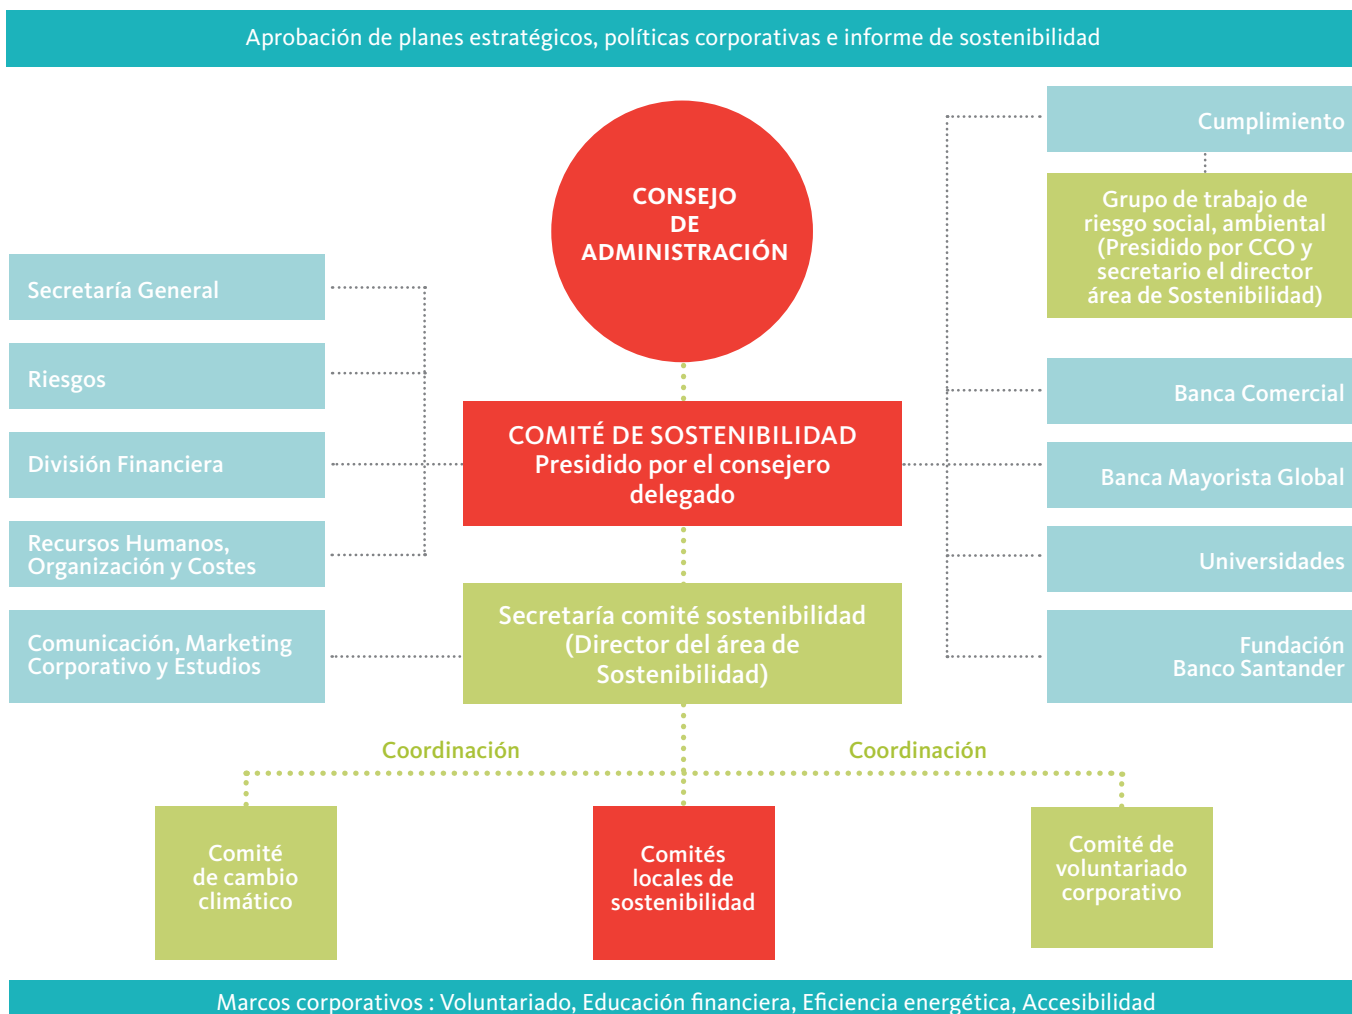 Aprobación de planes estratégicos, políticas corporativas e informe de sostenibilidad
CONSEJO
DE
ADMINISTRACIÓN
Secretaría General
Riesgos
División Financiera
Recursos Humanos,
Organización y Costes
Comunicación, Marketing
Corporativo y Estudios
COMITÉ DE SOSTENIBILIDAD
Presidido por el consejero
delegado
Secretaría comité sostenibilidad
(Director del área de
Sostenibilidad)
Cumplimiento
Grupo de trabajo de
riesgo social, ambiental
(Presidido por CCO y
secretario el director
área de Sostenibilidad)
Banca Comercial
Banca Mayorista Global
Universidades
Fundación
Banco Santander
Coordinación
Coordinación
Comité
de cambio
climático
Comités
locales de
sostenibilidad
Comité de
voluntariado
corporativo
Marcos corporativos : Voluntariado, Educación financiera, Eficiencia energética, Accesibilidad